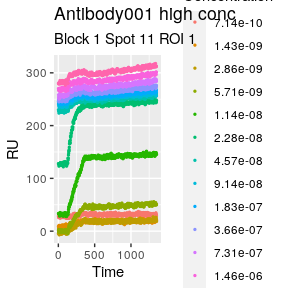 Antibody001 high conc
Block 1 Spot 11 ROI 1
RU
300
200
100
0
0
500
1000
Time
7.14e-10
1.43e-09
2.86e-09
5.71e-09
1.14e-08
2.28e-08
4.57e-08
9.14e-08
1.83e-07
3.66e-07
7.31e-07
1.46e-06